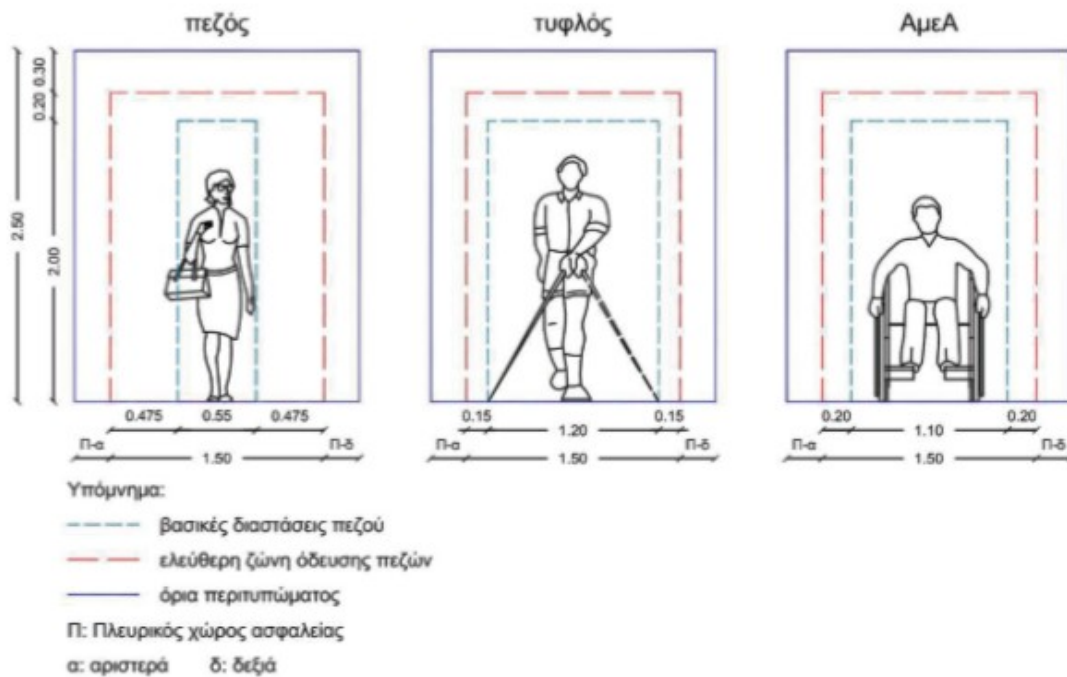 πεζός
τυφλός
ΑμεΑ
0.30
0.20
2.50
2.00
0.475 0.55 0.475
Π-α 1.50 Π-δ
0.15 1.20 0.15
Π-α 1.50 Π-δ
0.20 1.10 0.20
Π-α 1.50 Π-δ
Υπόμνημα:
βασικές διαστάσεις πεζού
ελεύθερη ζώνη όδευσης πεζών
όρια περιτυπώματος
Π: Πλευρικός χώρος ασφαλείας
α: αριστερά δ: δεξιά